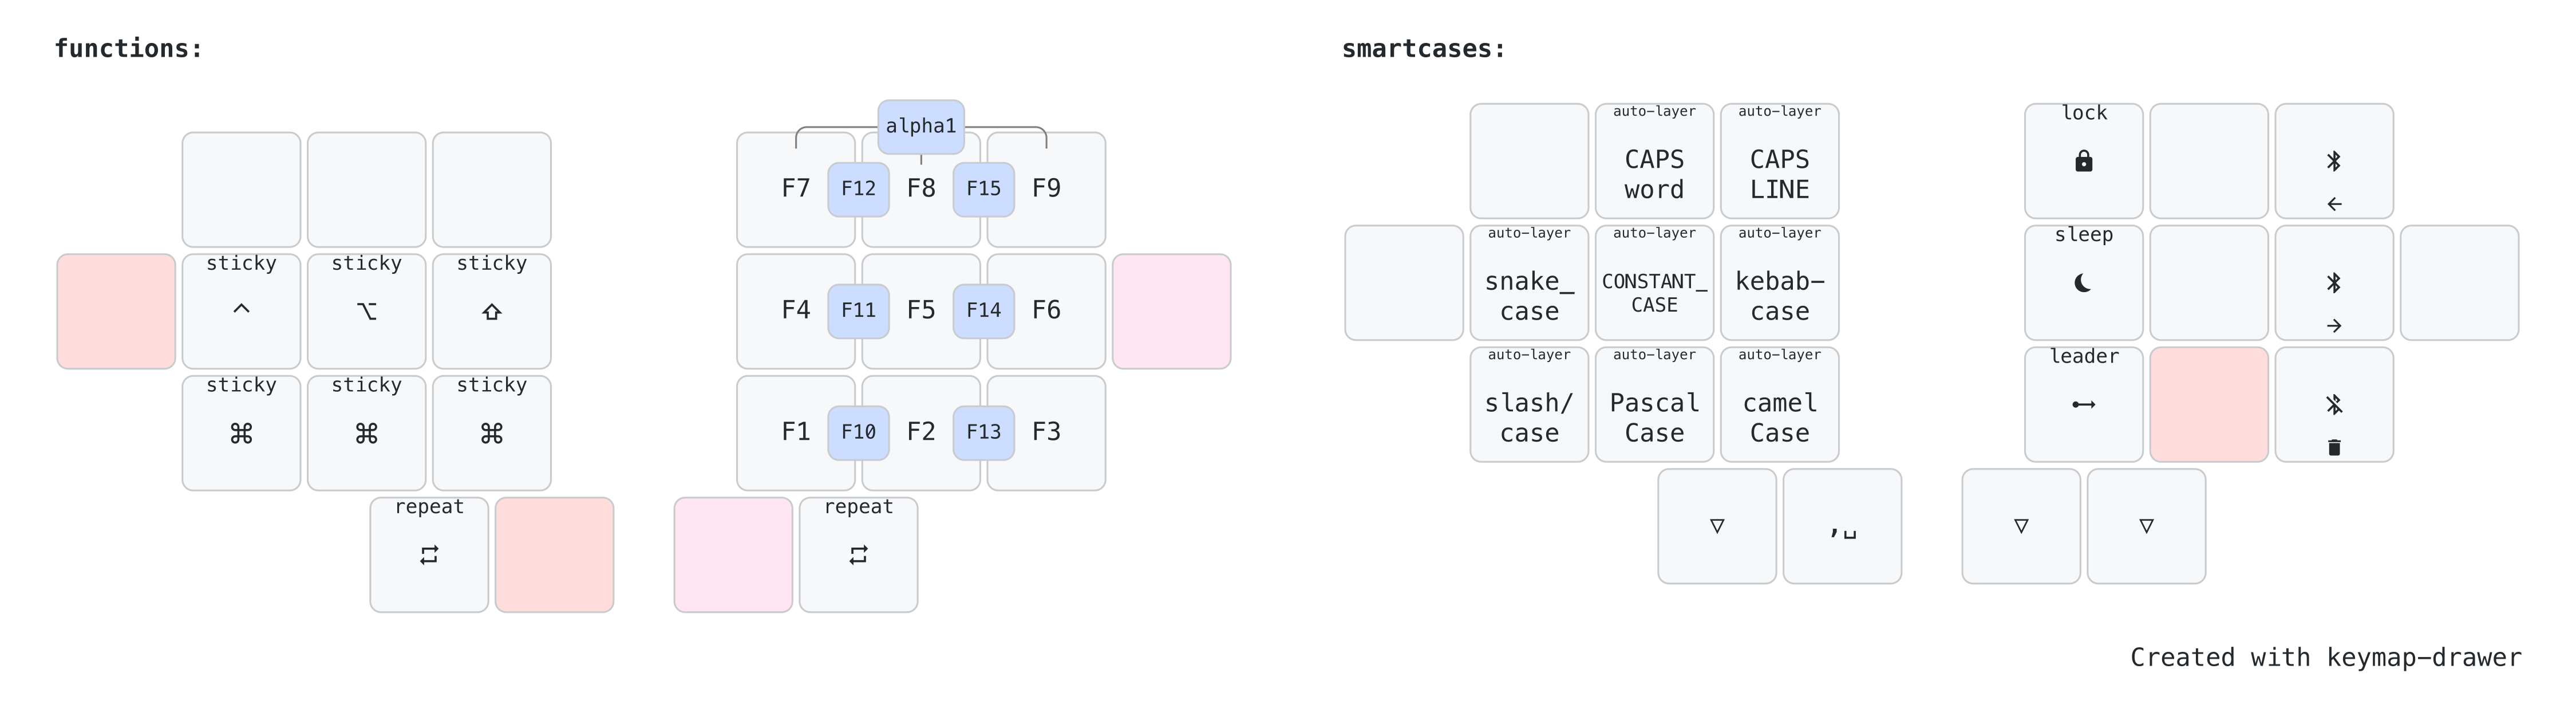 functions:
alpha1
F7 F12 F8 F15 F9
sticky sticky sticky
^ ⌥ ⇧
F4 F11 F5 F14 F6
sticky sticky sticky
⌘ ⌘ ⌘
F1 F10 F2 F13 F3
repeat repeat
smartcases:
auto-layer auto-layer
CAPS CAPS
word LINE
lock
auto-layer auto-layer auto-layer
snake_ CONSTANT_ kebab-
case CASE case
sleep
auto-layer auto-layer auto-layer
slash/ Pascal camel
case Case Case
leader
▽ ,␣ ▽ ▽
Created with keymap-drawer